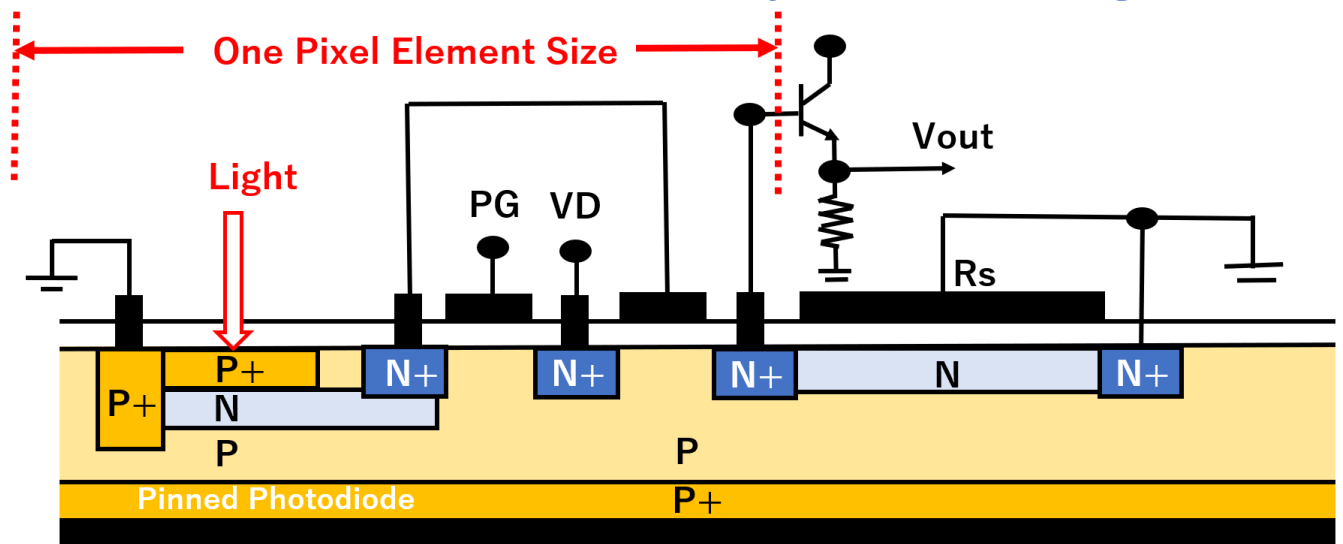 One Pixel Element Size
Light
PG VD
Vout
Rs
P+
N+
N+
N+
N
N+
P+
N
P
P
Pinned Photodiode
P+